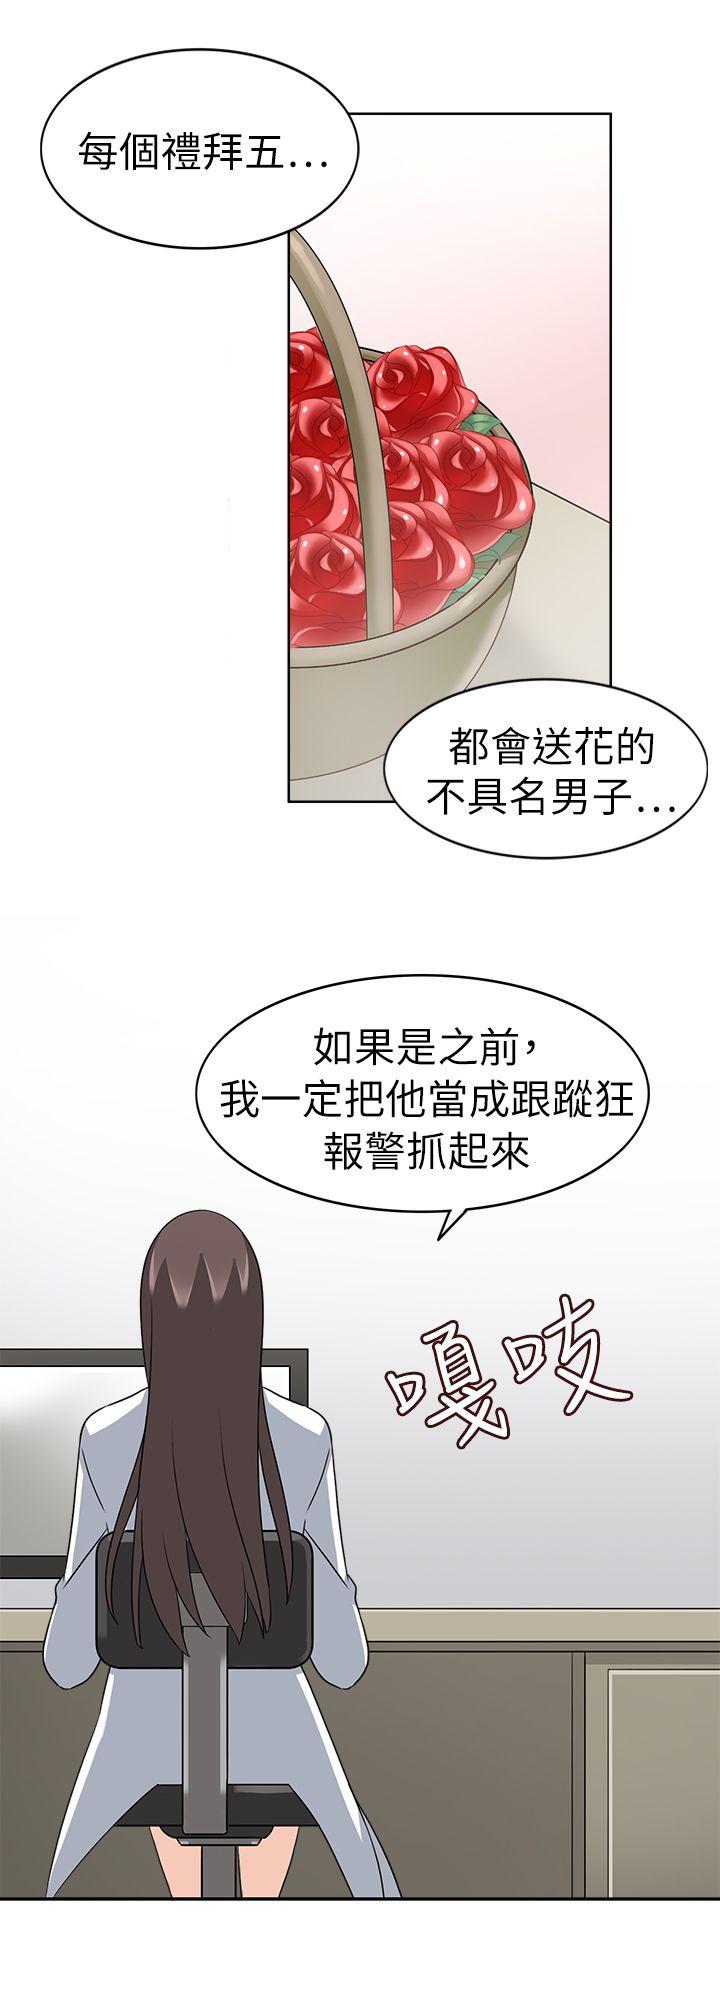 每個禮拜五...
都會送花的
不具名男子...
如果是之前，
我一定把他當成跟蹤狂
報警抓起來
嘎吱